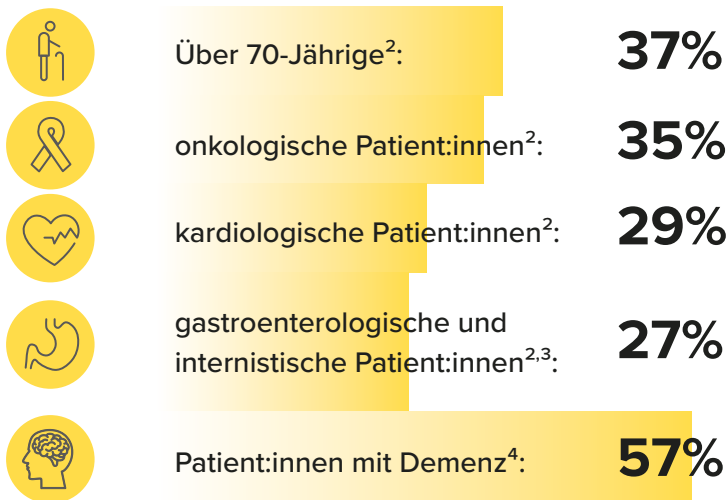 Über 70-Jährige²: 37%
onkologische Patient:innen²: 35%
kardiologische Patient:innen²: 29%
gastroenterologische und
internistische Patient:innen²,³: 27%
Patient:innen mit Demenz⁴: 57%